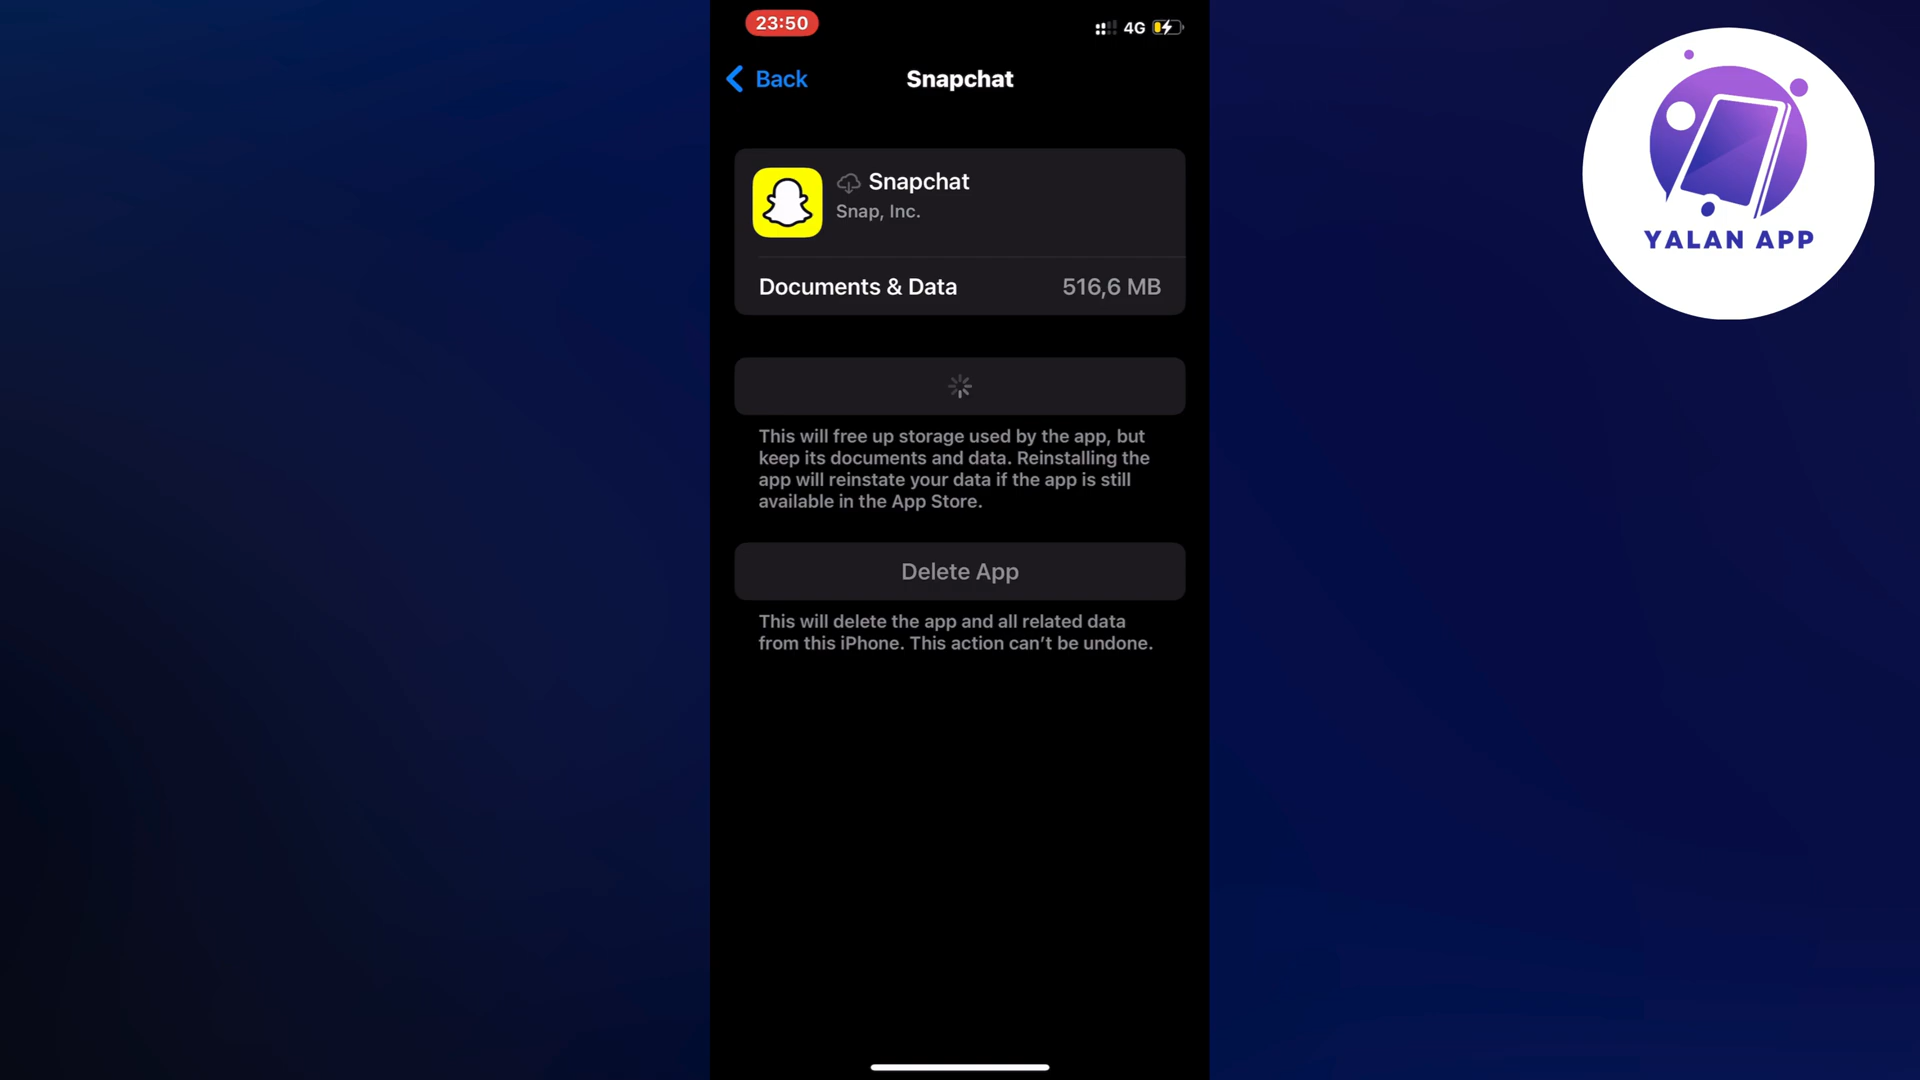 23:50
4G
Back
Snapchat
Snapchat
Snap, Inc.
Documents & Data
516,6 MB
This will free up storage used by the app, but
keep its documents and data. Reinstalling the
app will reinstate your data if the app is still
available in the App Store.
Delete App
This will delete the app and all related data
from this iPhone. This action can’t be undone.
YALAN APP